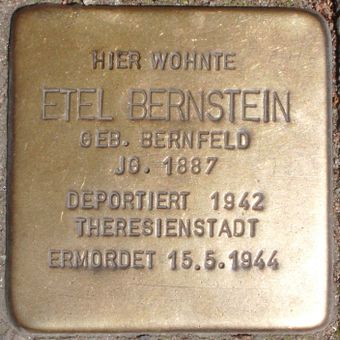 HIER WOHNTE
ETEL BERNSTEIN
GEB. BERNFELD
JG. 1887
DEPORTIERT 1942
THERESIENSTADT
ERMORDET 15.5.1944